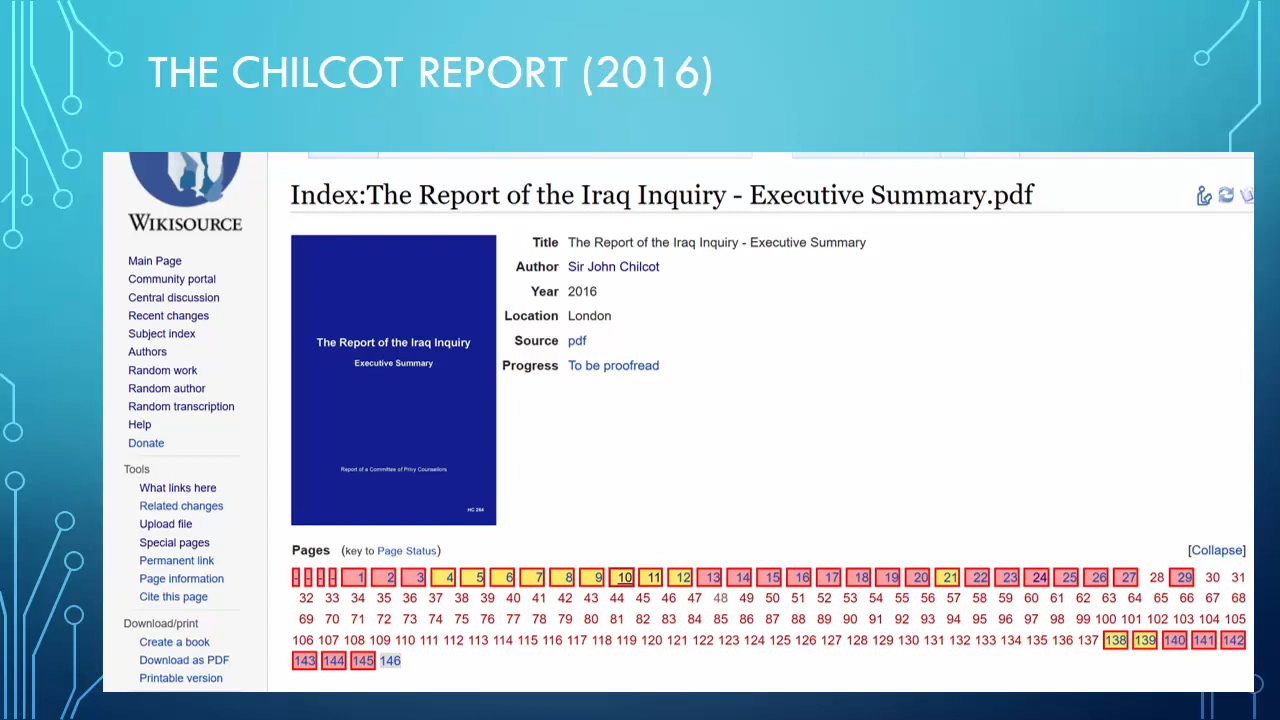 THE CHILCOT REPORT (2016)
WIKISOURCE
Main Page
Community portal
Central discussion
Recent changes
Subject index
Authors
Random work
Random author
Random transcription
Help
Donate
Tools
What links here
Related changes
Upload file
Special pages
Permanent link
Page information
Cite this page
Download/print
Create a book
Download as PDF
Printable version
Index:The Report of the Iraq Inquiry - Executive Summary.pdf
The Report of the Iraq Inquiry
Executive Summary
Report of a Committee of Privy Counsellors
HC 264
Title The Report of the Iraq Inquiry - Executive Summary
Author Sir John Chilcot
Year 2016
Location London
Source pdf
Progress To be proofread
Pages (key to Page Status) [Collapse]
- - - - 1 2 3 4 5 6 7 8 9 10 11 12 13 14 15 16 17 18 19 20 21 22 23 24 25 26 27 28 29 30 31
32 33 34 35 36 37 38 39 40 41 42 43 44 45 46 47 48 49 50 51 52 53 54 55 56 57 58 59 60 61 62 63 64 65 66 67 68
69 70 71 72 73 74 75 76 77 78 79 80 81 82 83 84 85 86 87 88 89 90 91 92 93 94 95 96 97 98 99 100 101 102 103 104 105
106 107 108 109 110 111 112 113 114 115 116 117 118 119 120 121 122 123 124 125 126 127 128 129 130 131 132 133 134 135 136 137 138 139 140 141 142
143 144 145 146